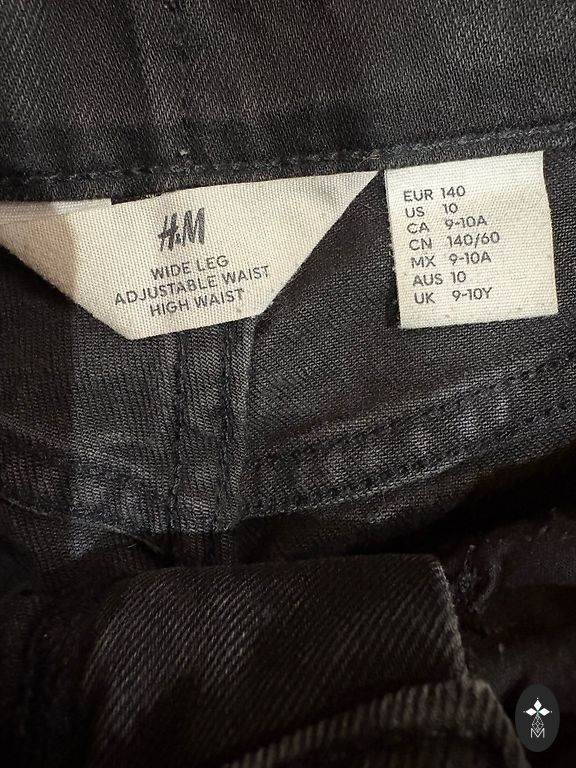 H&M
WIDE LEG
ADJUSTABLE WAIST
HIGH WAIST
EUR 140
US 10
CA 9-10A
CN 140/60
MX 9-10A
AUS 10
UK 9-10Y
M